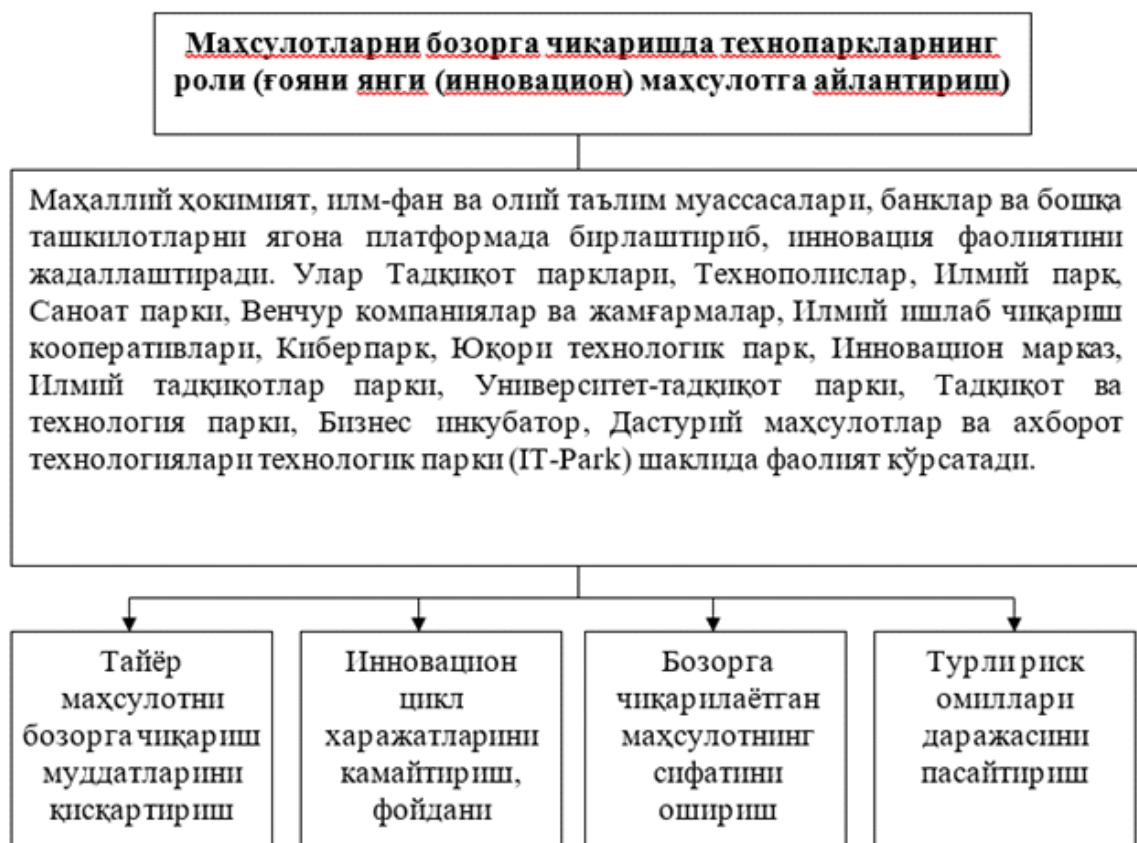 Маҳсулотларни бозорга чиқаришда технопаркларнинг
роли (ғояни янги (инновацион) маҳсулотга айлантириш)
Маҳаллий ҳокимият, илм-фан ва олий таълим муассасалари, банклар ва бошқа
ташкилотларни ягона платформада бирлаштириб, инновация фаолиятини
жадаллаштиради. Улар Тадқиқот парклари, Технополислар, Илмий парк,
Саноат парки, Венчур компаниялар ва жамғармалар, Илмий ишлаб чиқариш
кооперативлари, Киберпарк, Юқори технологик парк, Инновацион марказ,
Илмий тадқиқотлар парки, Университет-тадқиқот парки, Тадқиқот ва
технология парки, Бизнес инкубатор, Дастурий маҳсулотлар ва ахборот
технологиялари технологик парки (IT-Park) шаклида фаолият кўрсатади.
Тайёр
маҳсулотни
бозорга чиқариш
муддатларини
қисқартириш
Инновацион
цикл
харажатларини
камайтириш,
фойдани
Бозорга
чиқарилаётган
маҳсулотнинг
сифатини
ошириш
Турли риск
омиллари
даражасини
пасайтириш